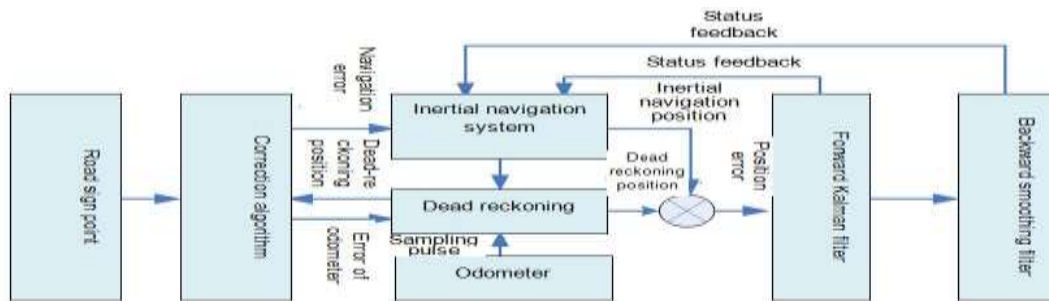 Status
feedback
Status feedback
Road sign point
Correction algorithm
Navigation
error
Dead-re
ckoning
position
Error of
odometer
Inertial navigation
system
Dead reckoning
Sampling
pulse
Odometer
Inertial
navigation
position
Dead
reckoning
position
Position
error
Forward Kalman filter
Backward smoothing filter